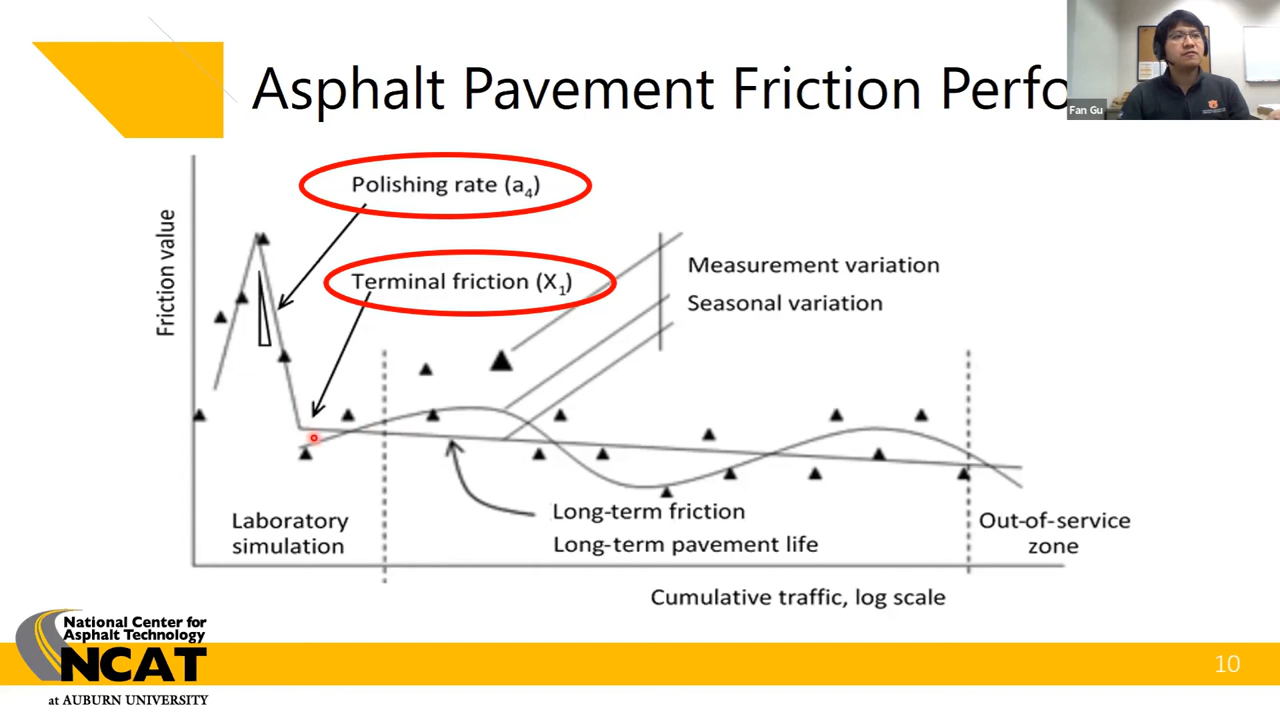 Asphalt Pavement Friction Perfo
Fan Gu
Polishing rate (a4)
Terminal friction (X1)
Friction value
Measurement variation
Seasonal variation
Laboratory
simulation
Long-term friction
Long-term pavement life
Out-of-service
zone
Cumulative traffic, log scale
National Center for
Asphalt Technology
NCAT
at AUBURN UNIVERSITY
10